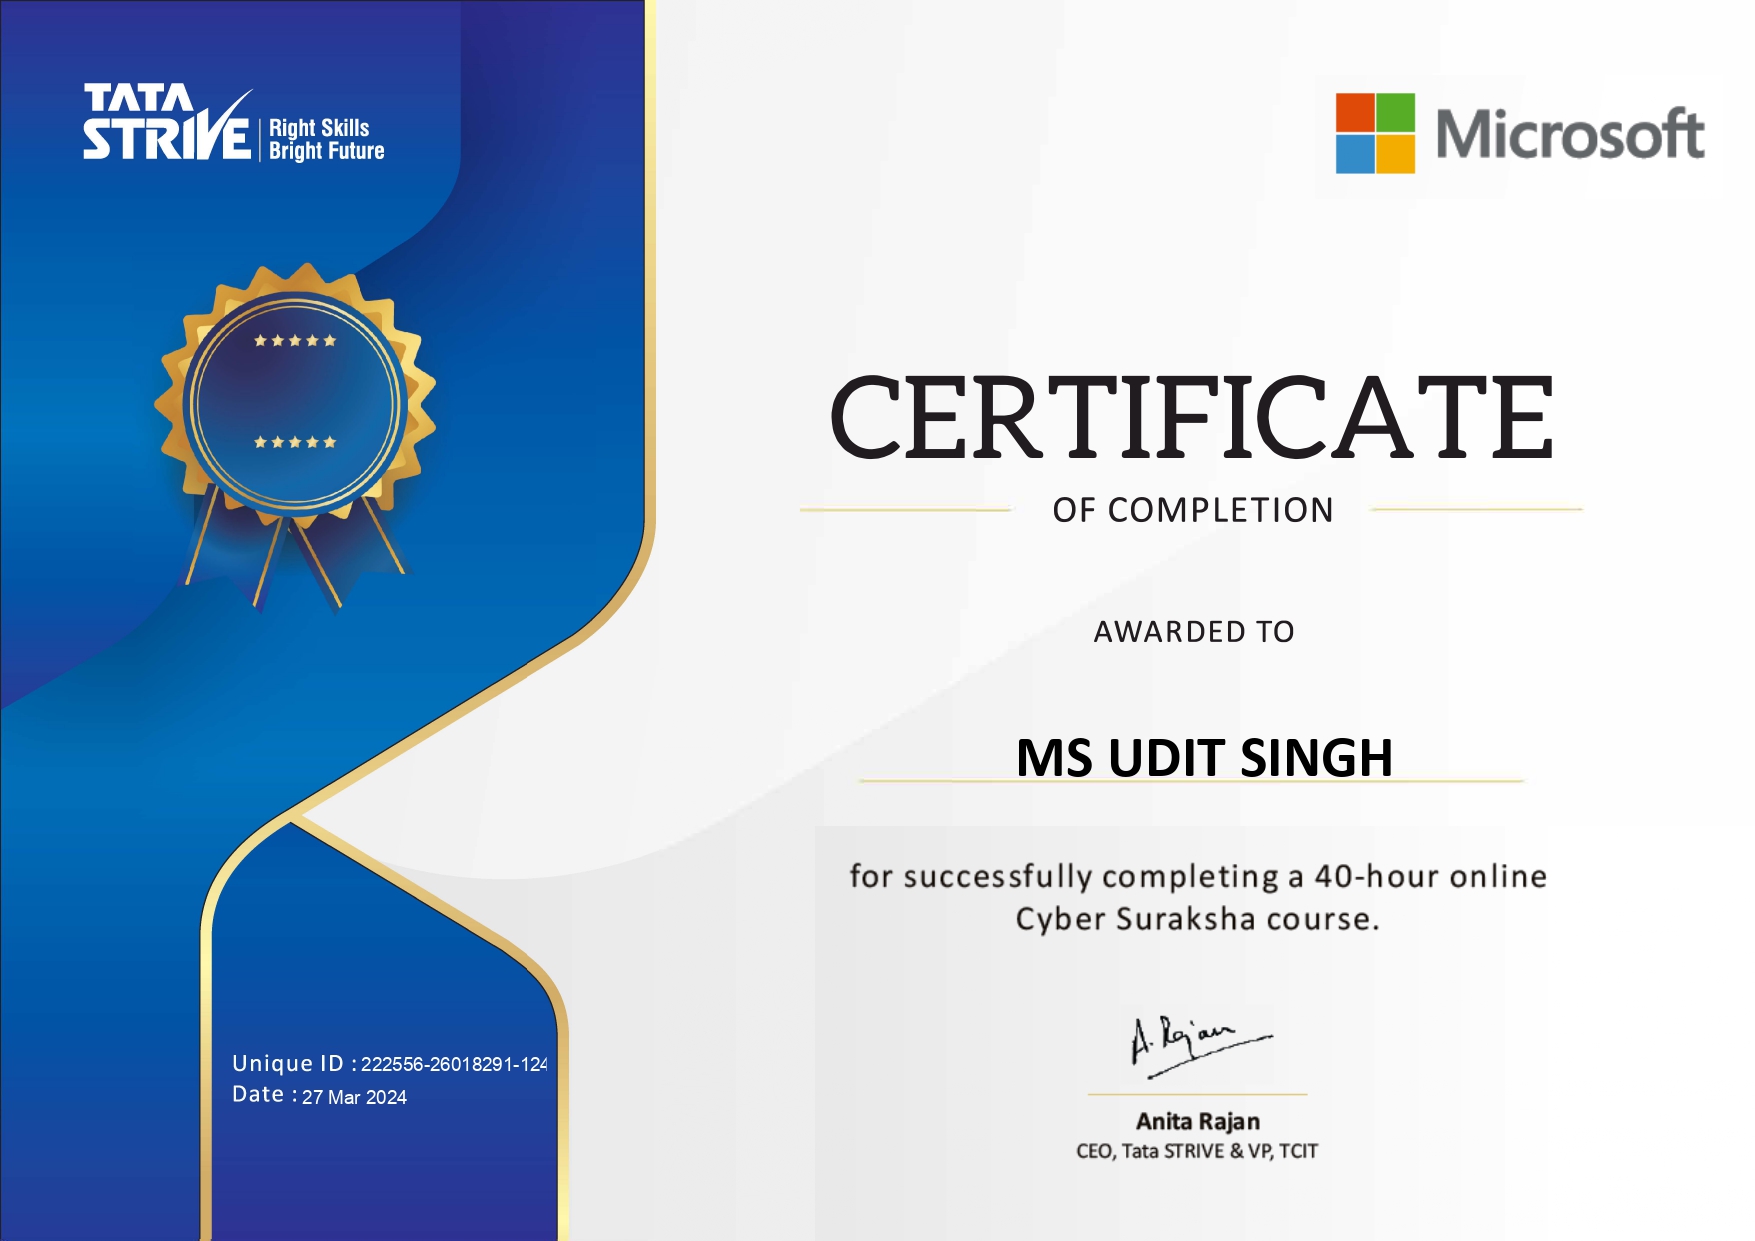 TATA
STRIVE
Right Skills
Bright Future
Microsoft
CERTIFICATE
OF COMPLETION
AWARDED TO
MS UDIT SINGH
for successfully completing a 40-hour online
Cyber Suraksha course.
A. Rajan
Anita Rajan
CEO, Tata STRIVE & VP, TCIT
Unique ID : 222556-26018291-124
Date : 27 Mar 2024